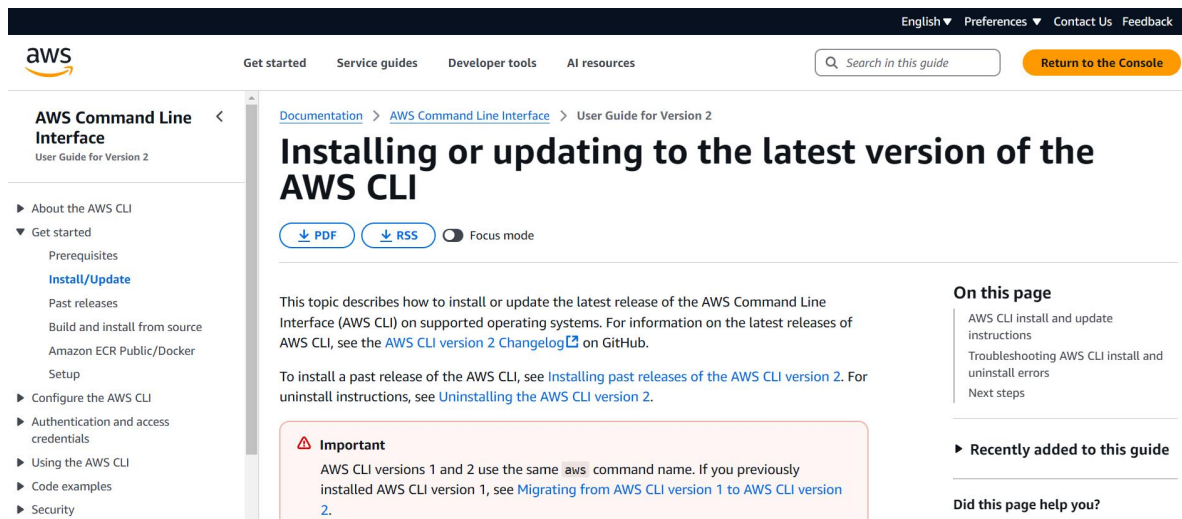 English▼ Preferences ▼ Contact Us Feedback
aws
Get started Service guides Developer tools AI resources
Search in this guide
Return to the Console
AWS Command Line
Interface
User Guide for Version 2
About the AWS CLI
Get started
Prerequisites
Install/Update
Past releases
Build and install from source
Amazon ECR Public/Docker
Setup
Configure the AWS CLI
Authentication and access
credentials
Using the AWS CLI
Code examples
Security
Documentation > AWS Command Line Interface > User Guide for Version 2
Installing or updating to the latest version of the
AWS CLI
PDF RSS Focus mode
This topic describes how to install or update the latest release of the AWS Command Line
Interface (AWS CLI) on supported operating systems. For information on the latest releases of
AWS CLI, see the AWS CLI version 2 Changelog on GitHub.
To install a past release of the AWS CLI, see Installing past releases of the AWS CLI version 2. For
uninstall instructions, see Uninstalling the AWS CLI version 2.
Important
AWS CLI versions 1 and 2 use the same aws command name. If you previously
installed AWS CLI version 1, see Migrating from AWS CLI version 1 to AWS CLI version
2.
On this page
AWS CLI install and update
instructions
Troubleshooting AWS CLI install and
uninstall errors
Next steps
Recently added to this guide
Did this page help you?